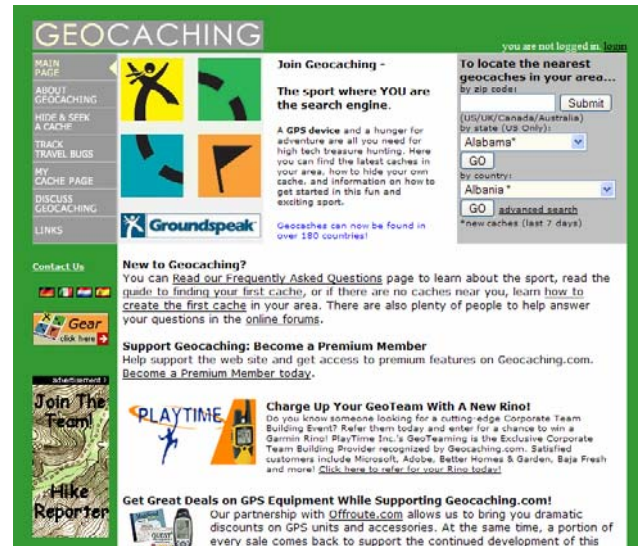 GEOCACHING
you are not logged in. login
MAIN
PAGE
ABOUT
GEOCACHING
HIDE & SEEK
A CACHE
TRACK
TRAVEL BUGS
MY
CACHE PAGE
DISCUSS
GEOCACHING
LINKS
Contact Us
Gear
click here
advertisement
Join The
Team!
Hike
Reporter
Groundspeak
Join Geocaching -
The sport where YOU are
the search engine.
A GPS device and a hunger for
adventure are all you need for
high tech treasure hunting. Here
you can find the latest caches in
your area, how to hide your own
cache, and information on how to
get started in this fun and
exciting sport.
Geocaches can now be found in
over 180 countries!
To locate the nearest
geocaches in your area...
by zip code:
Submit
(US/UK/Canada/Australia)
by state (US Only):
Alabama*
GO
by country:
Albania *
GO advanced search
*new caches (last 7 days)
New to Geocaching?
You can Read our Frequently Asked Questions page to learn about the sport, read the
guide to finding your first cache, or if there are no caches near you, learn how to
create the first cache in your area. There are also plenty of people to help answer
your questions in the online forums.
Support Geocaching: Become a Premium Member
Help support the web site and get access to premium features on Geocaching.com.
Become a Premium Member today.
PLAYTIME
Charge Up Your GeoTeam With A New Rino!
Do you know someone looking for a cutting-edge Corporate Team
Building Event? Refer them today and enter for a chance to win a
Garmin Rino! PlayTime Inc.'s GeoTeaming is the Exclusive Corporate
Team Building Provider recognized by Geocaching.com. Satisfied
customers include Microsoft, Adobe, Better Homes & Garden, Baja Fresh
and more! Click here to refer for your Rino today!
Get Great Deals on GPS Equipment While Supporting Geocaching.com!
Our partnership with Offroute.com allows us to bring you dramatic
discounts on GPS units and accessories. At the same time, a portion of
every sale comes back to support the continued development of this